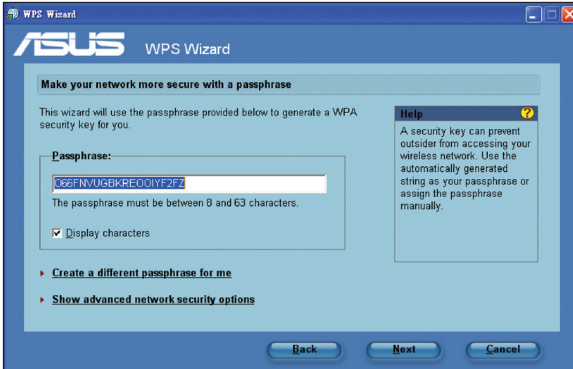 WPS Wizard
ASUS WPS Wizard
Make your network more secure with a passphrase
This wizard will use the passphrase provided below to generate a WPA
security key for you.
Passphrase:
O66FNVUGBKREOOIYF2FZ
The passphrase must be between 8 and 63 characters.
Display characters
Create a different passphrase for me
Show advanced network security options
Help
A security key can prevent
outsider from accessing your
wireless network. Use the
automatically generated
string as your passphrase or
assign the passphrase
manually.
Back Next Cancel